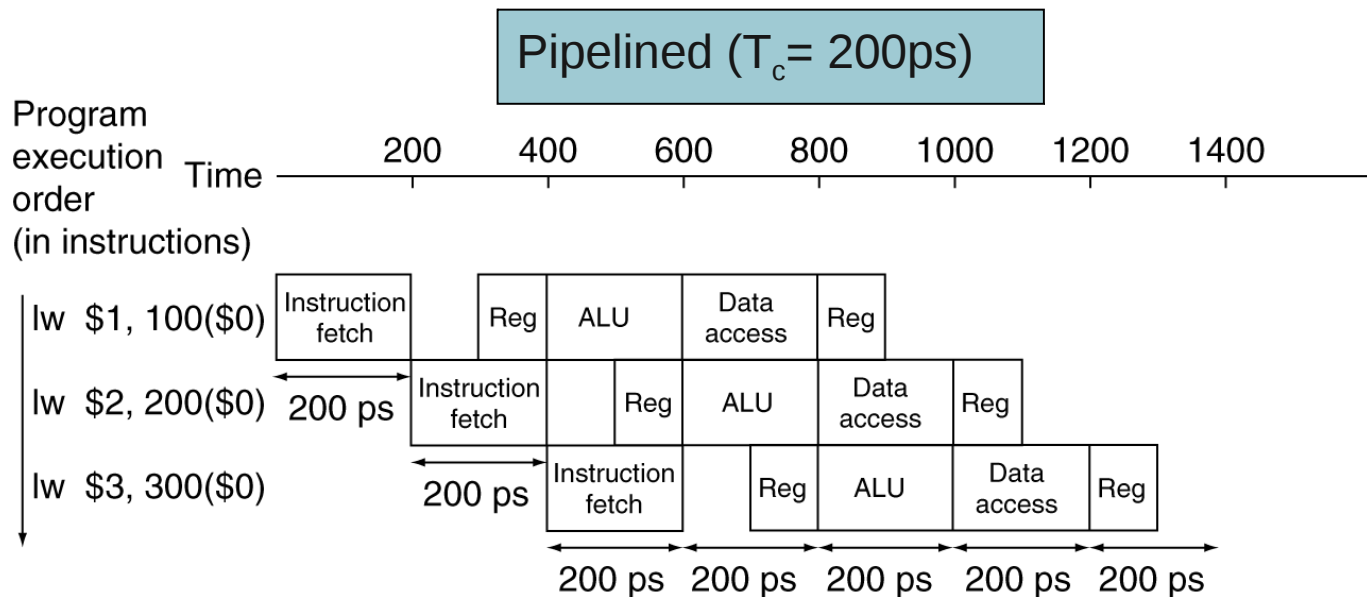 Pipelined (Tc= 200ps)
Program
execution
order
(in instructions)
Time
200 400 600 800 1000 1200 1400
lw $1, 100($0)
Instruction
fetch
Reg
ALU
Data
access
Reg
200 ps
lw $2, 200($0)
Instruction
fetch
Reg
ALU
Data
access
Reg
200 ps
lw $3, 300($0)
Instruction
fetch
Reg
ALU
Data
access
Reg
200 ps 200 ps 200 ps 200 ps 200 ps